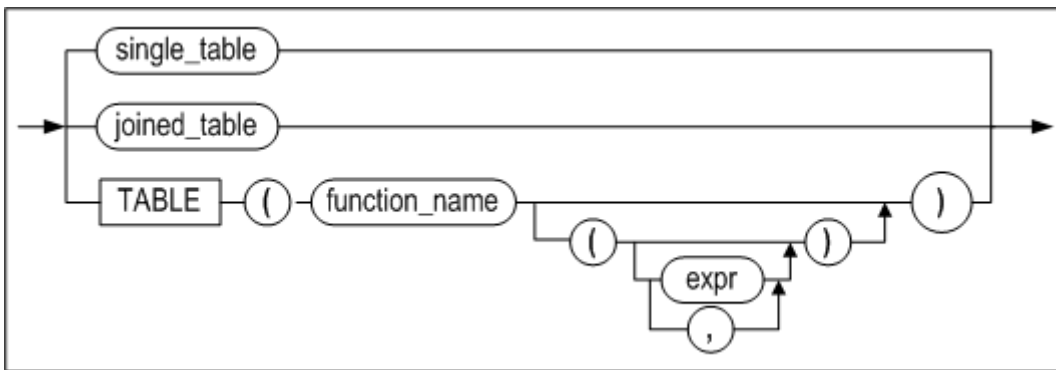 single_table
joined_table
TABLE ( function_name )
( )
expr
,